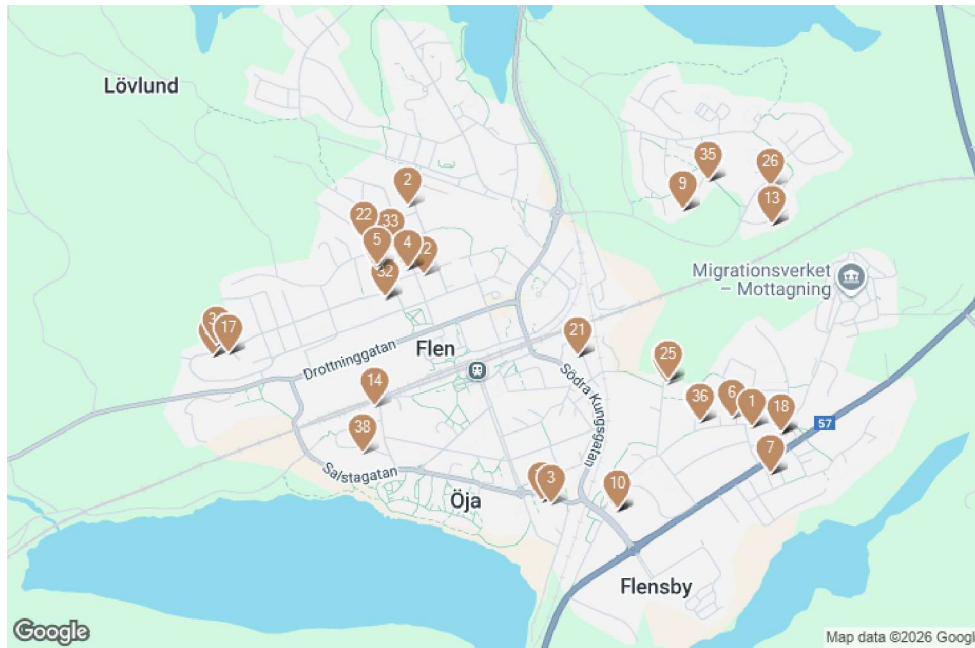 Lövlund
35
26
2
9
13
22
33
5
4
2
32
Migrationsverket
– Mottagning
3
17
21
Flen
Drottninggatan
25
14
Södra Kungsgatan
36
6
1
18
57
38
7
Salstagatan
3
10
Öja
Flensby
Google
Map data ©2026 Google